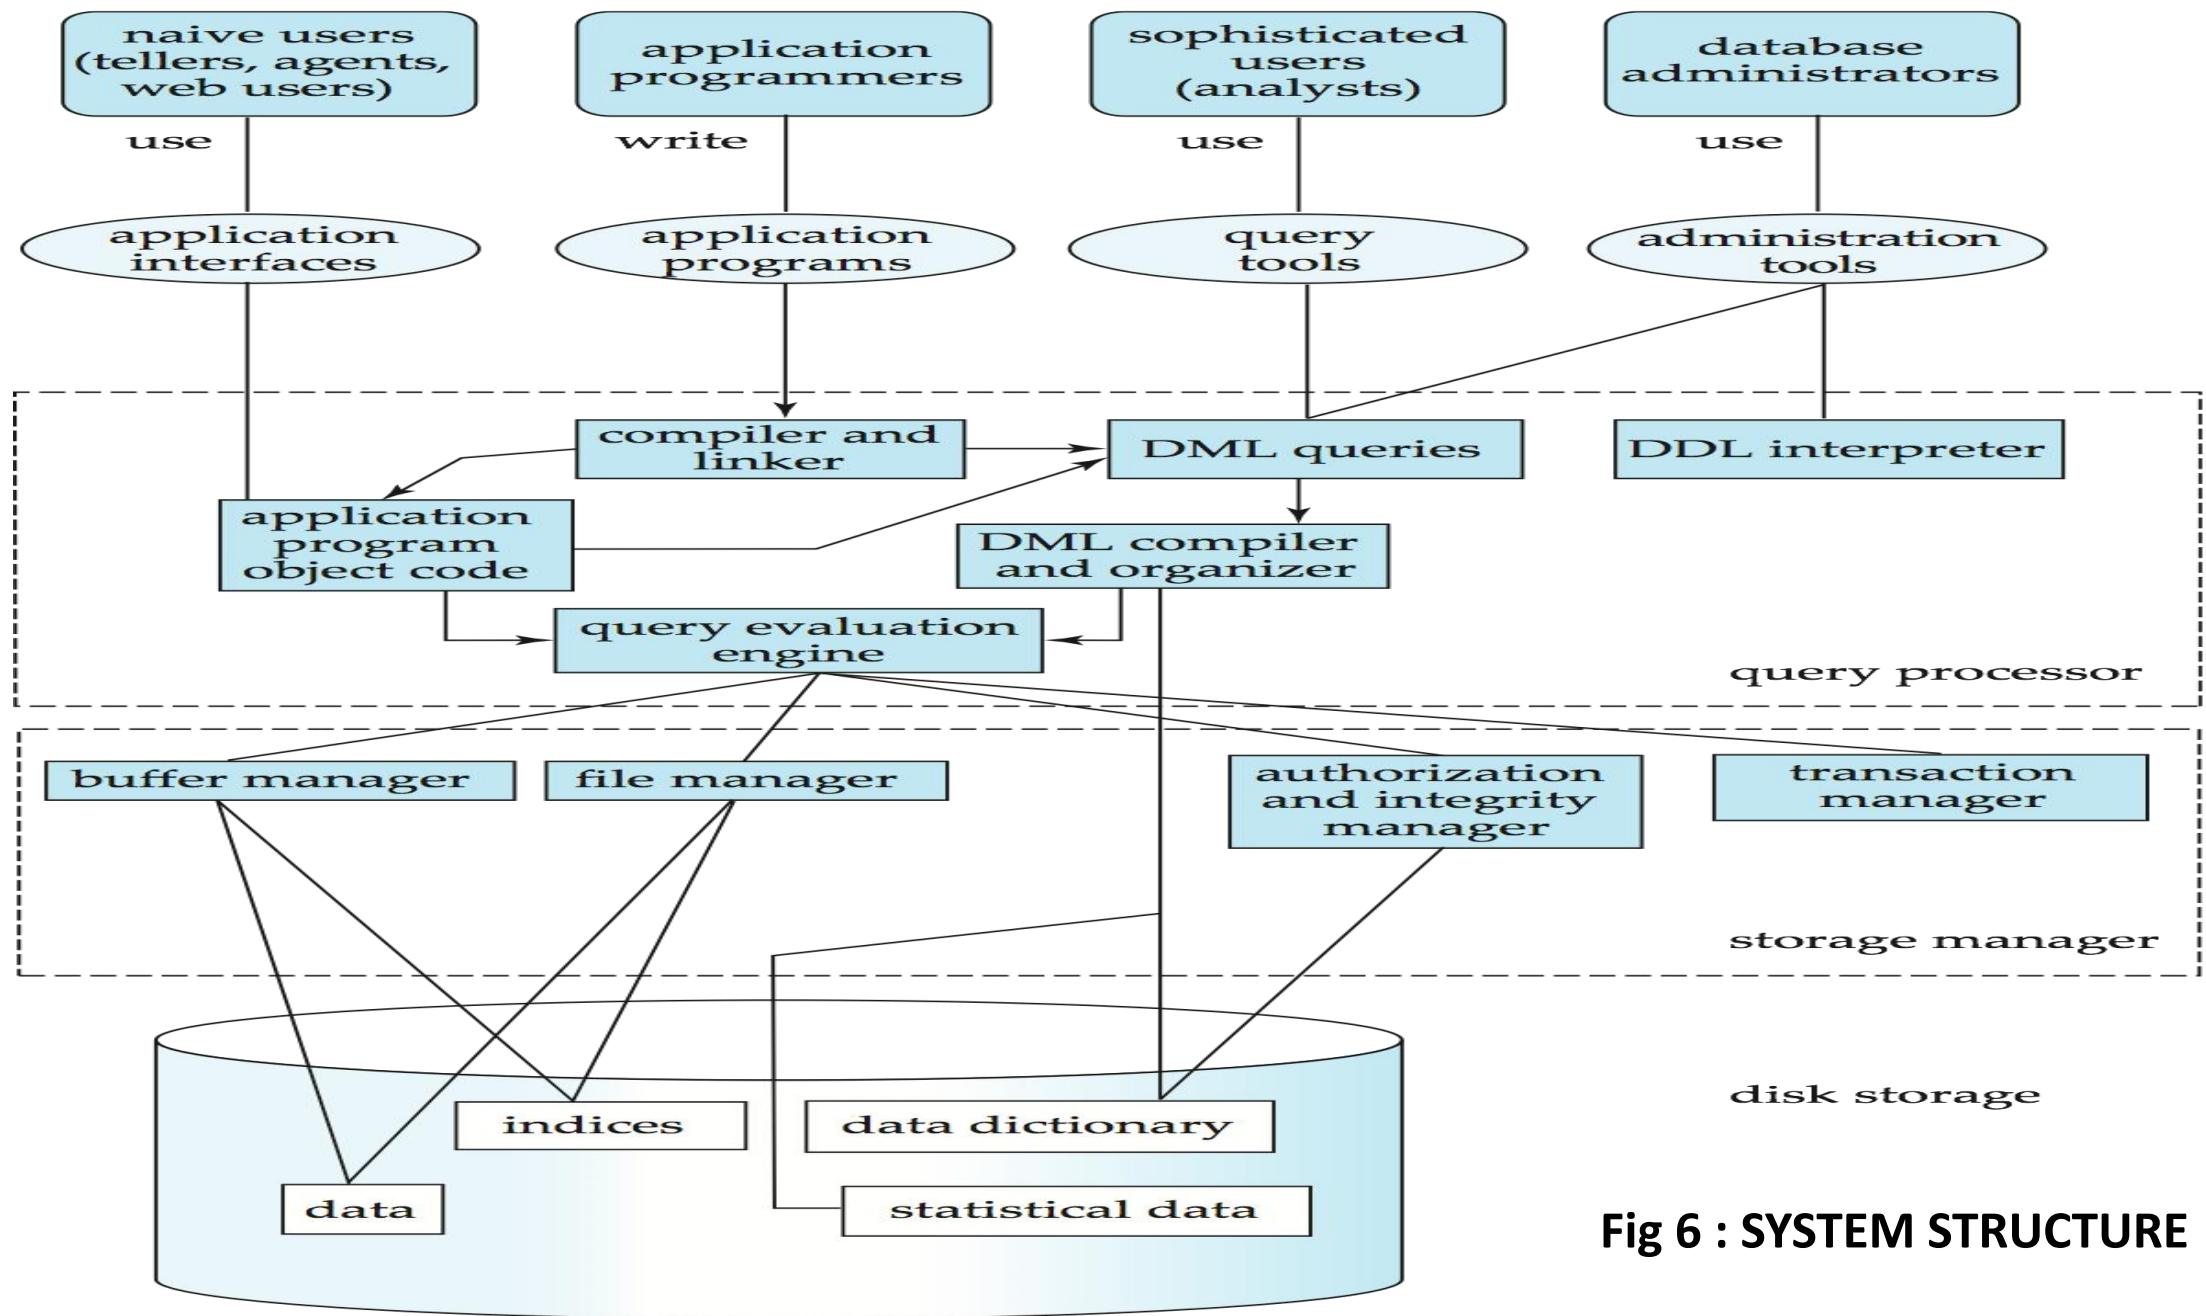 naive users
(tellers, agents,
web users)
application
programmers
sophisticated
users
(analysts)
database
administrators
use
write
use
use
application
interfaces
application
programs
query
tools
administration
tools
compiler and
linker
DML queries
DDL interpreter
application
program
object code
DML compiler
and organizer
query evaluation
engine
query processor
buffer manager
file manager
authorization
and integrity
manager
transaction
manager
storage manager
disk storage
indices
data dictionary
data
statistical data
Fig 6 : SYSTEM STRUCTURE